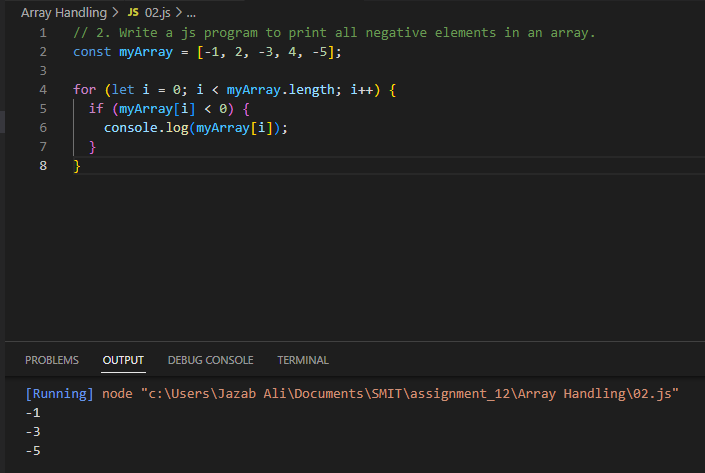 Array Handling > JS 02.js > ...
1 // 2. Write a js program to print all negative elements in an array.
2 const myArray = [-1, 2, -3, 4, -5];
3
4 for (let i = 0; i < myArray.length; i++) {
5 if (myArray[i] < 0) {
6 console.log(myArray[i]);
7 }
8 }
PROBLEMS OUTPUT DEBUG CONSOLE TERMINAL
[Running] node "c:\Users\Jazab Ali\Documents\SMIT\assignment_12\Array Handling\02.js"
-1
-3
-5